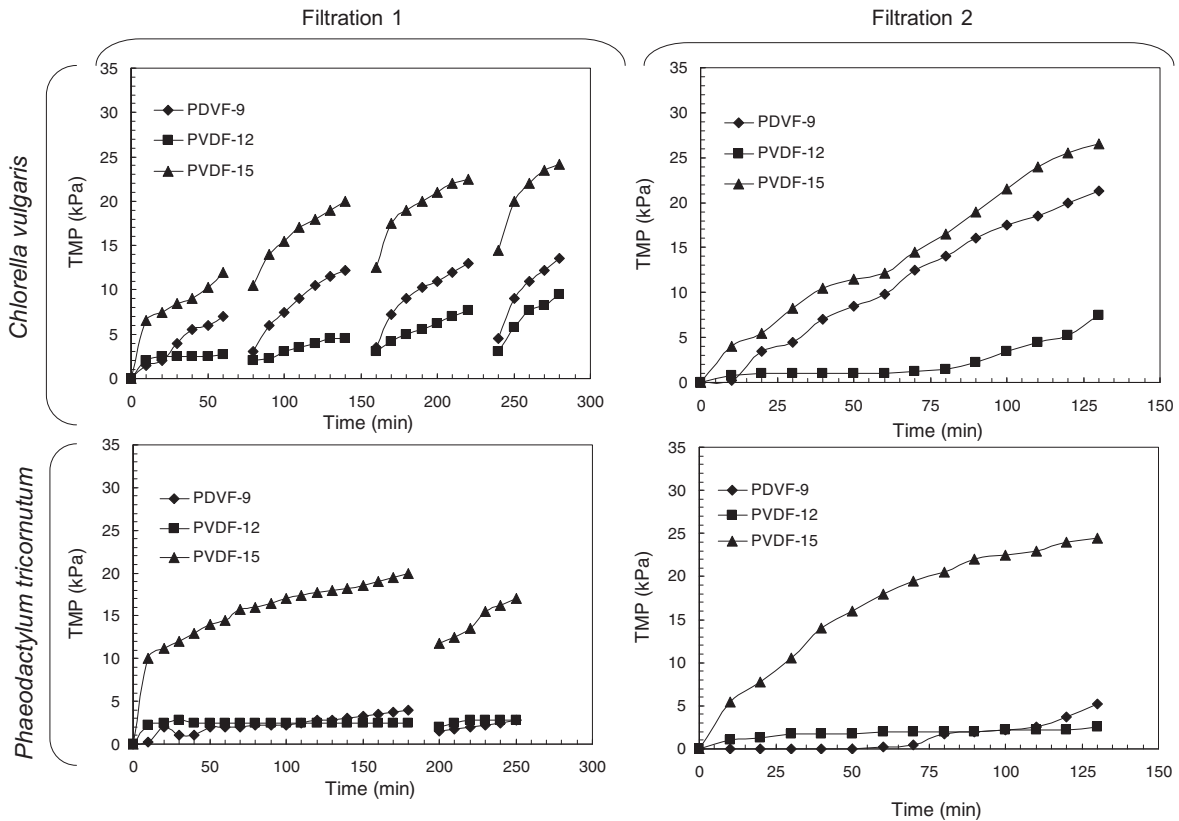 Filtration 1
Filtration 2
Chlorella vulgaris
Phaeodactylum tricornutum
35
30
25
20
15
10
5
0
TMP (kPa)
PDVF-9
PVDF-12
PVDF-15
0 50 100 150 200 250 300
Time (min)
35
30
25
20
15
10
5
0
TMP (kPa)
PDVF-9
PVDF-12
PVDF-15
0 25 50 75 100 125 150
Time (min)
35
30
25
20
15
10
5
0
TMP (kPa)
PDVF-9
PVDF-12
PVDF-15
0 50 100 150 200 250 300
Time (min)
35
30
25
20
15
10
5
0
TMP (kPa)
PDVF-9
PVDF-12
PVDF-15
0 25 50 75 100 125 150
Time (min)